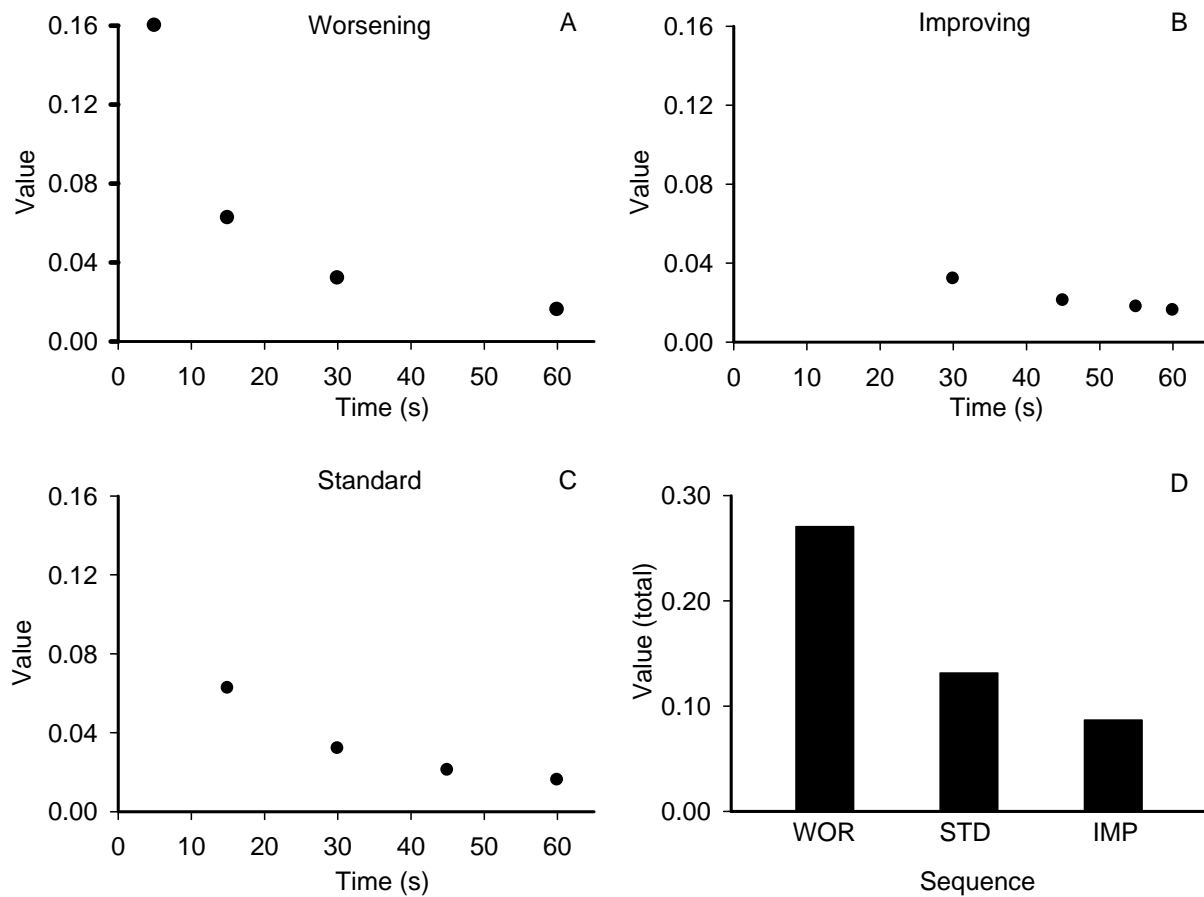 Worsening
A
Value
0.16
0.12
0.08
0.04
0.00
0 10 20 30 40 50 60
Time (s)
Improving
B
Value
0.16
0.12
0.08
0.04
0.00
0 10 20 30 40 50 60
Time (s)
Standard
C
Value
0.16
0.12
0.08
0.04
0.00
0 10 20 30 40 50 60
Time (s)
D
Value (total)
0.30
0.20
0.10
0.00
WOR STD IMP
Sequence